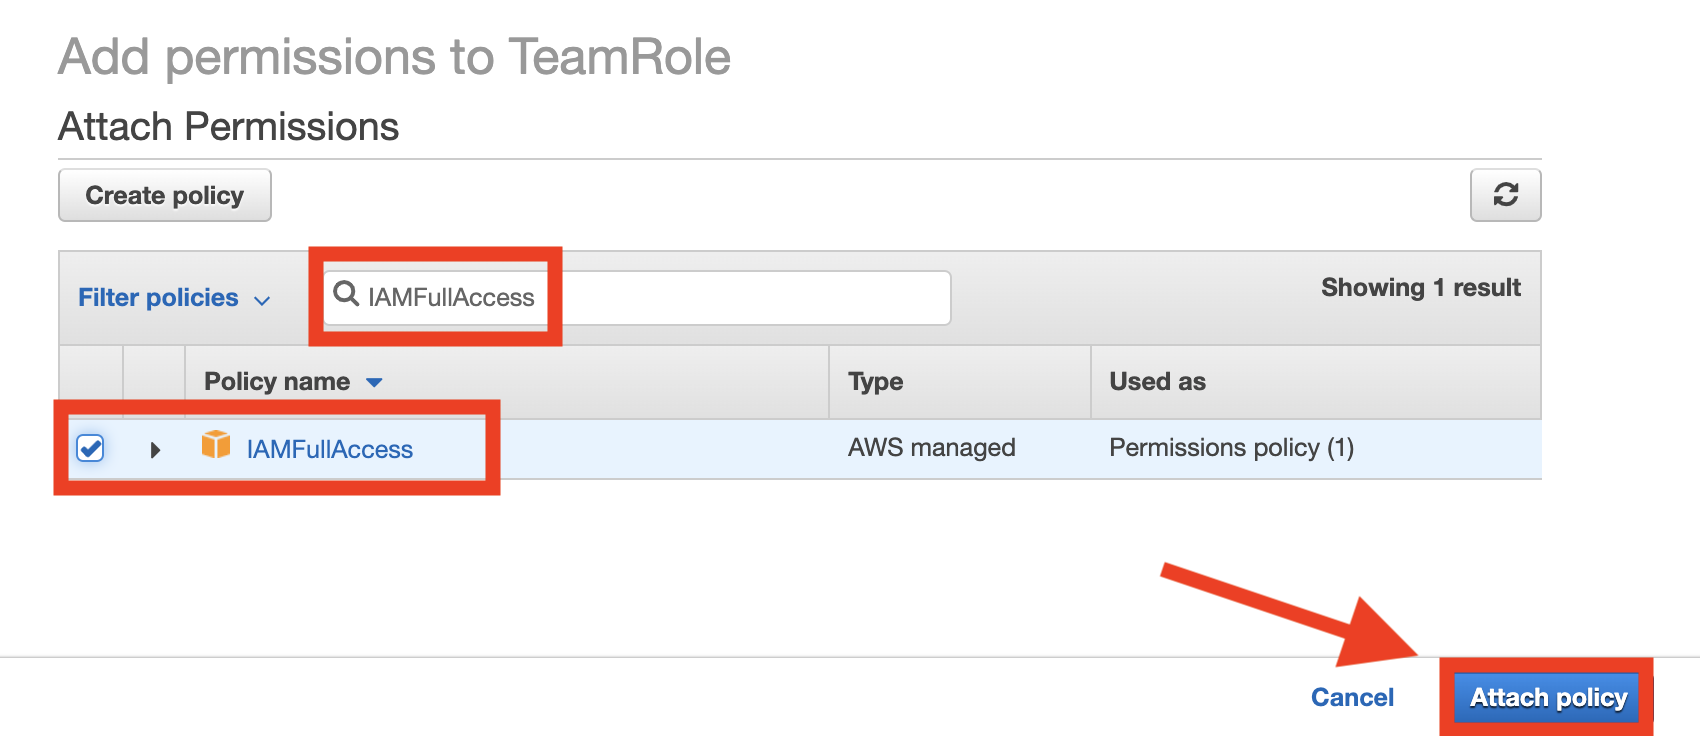 Add permissions to TeamRole
Attach Permissions
Create policy
Filter policies
IAMFullAccess
Showing 1 result
Policy name Type Used as
IAMFullAccess AWS managed Permissions policy (1)
Cancel Attach policy